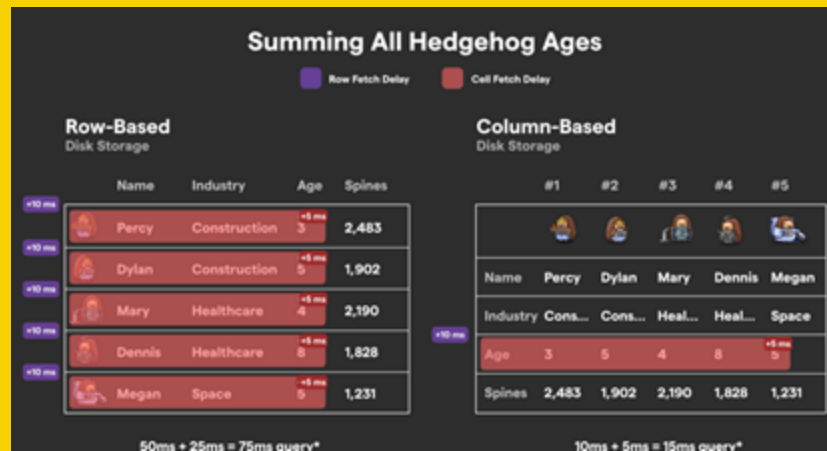 Summing All Hedgehog Ages
Row Fetch Delay
Cell Fetch Delay
Row-Based
Disk Storage
Name Industry Age Spines
+10 ms
+5 ms
Percy Construction 3 2,483
+10 ms
+5 ms
Dylan Construction 5 1,902
+10 ms
+5 ms
Mary Healthcare 4 2,190
+10 ms
+5 ms
Dennis Healthcare 8 1,828
+10 ms
+5 ms
Megan Space 5 1,231
50ms + 25ms = 75ms query*
Column-Based
Disk Storage
#1 #2 #3 #4 #5
Name Percy Dylan Mary Dennis Megan
Industry Cons... Cons... Heal... Heal... Space
+10 ms
+5 ms
Age 3 5 4 8 5
Spines 2,483 1,902 2,190 1,828 1,231
10ms + 5ms = 15ms query*